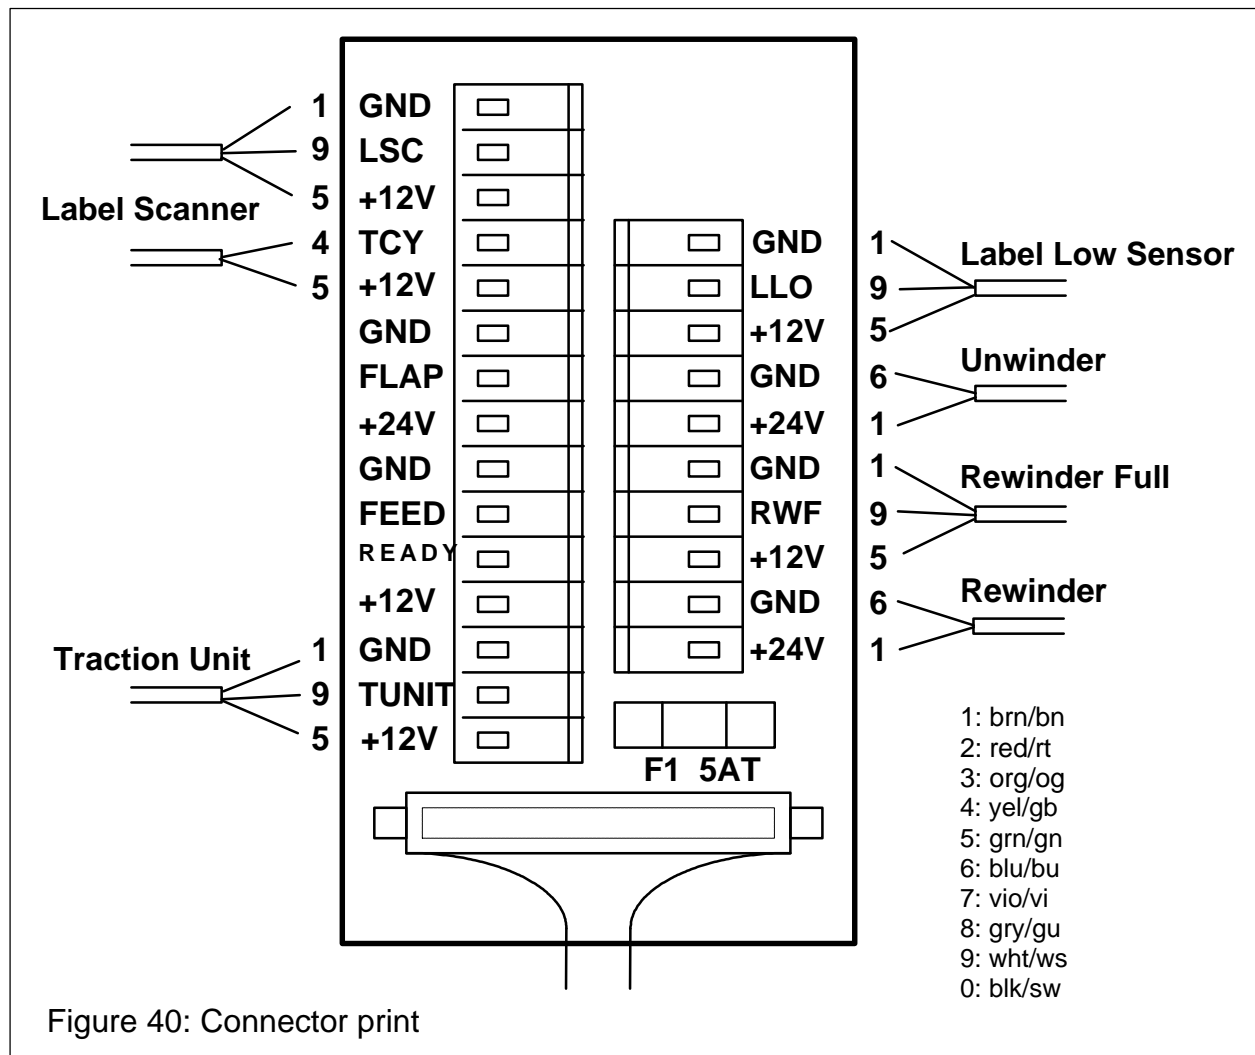 1 GND
9 LSC
5 +12V
Label Scanner
4 TCY
5 +12V
GND
FLAP
+24V
GND
FEED
READY
+12V
Traction Unit
1 GND
9 TUNIT
5 +12V
GND 1
Label Low Sensor
LLO 9
+12V 5
Unwinder
GND 6
+24V 1
GND 1
Rewinder Full
RWF 9
+12V 5
Rewinder
GND 6
+24V 1
F1 5AT
1: brn/bn
2: red/rt
3: org/og
4: yel/gb
5: grn/gn
6: blu/bu
7: vio/vi
8: gry/gu
9: wht/ws
0: blk/sw
Figure 40: Connector print